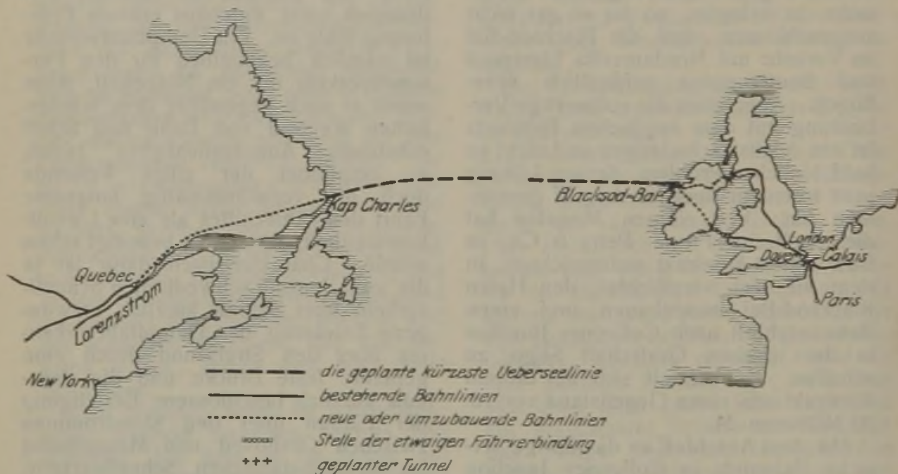 Kap Charles
Blacksod-Bai
Quebec
Lorenzstrom
London
Dover
Calais
Paris
New York
die geplante kürzeste Ueberseelinie
bestehende Bahnlinien
neue oder umzubauende Bahnlinien
Stelle der etwaigen Fährverbindung
geplanter Tunnel